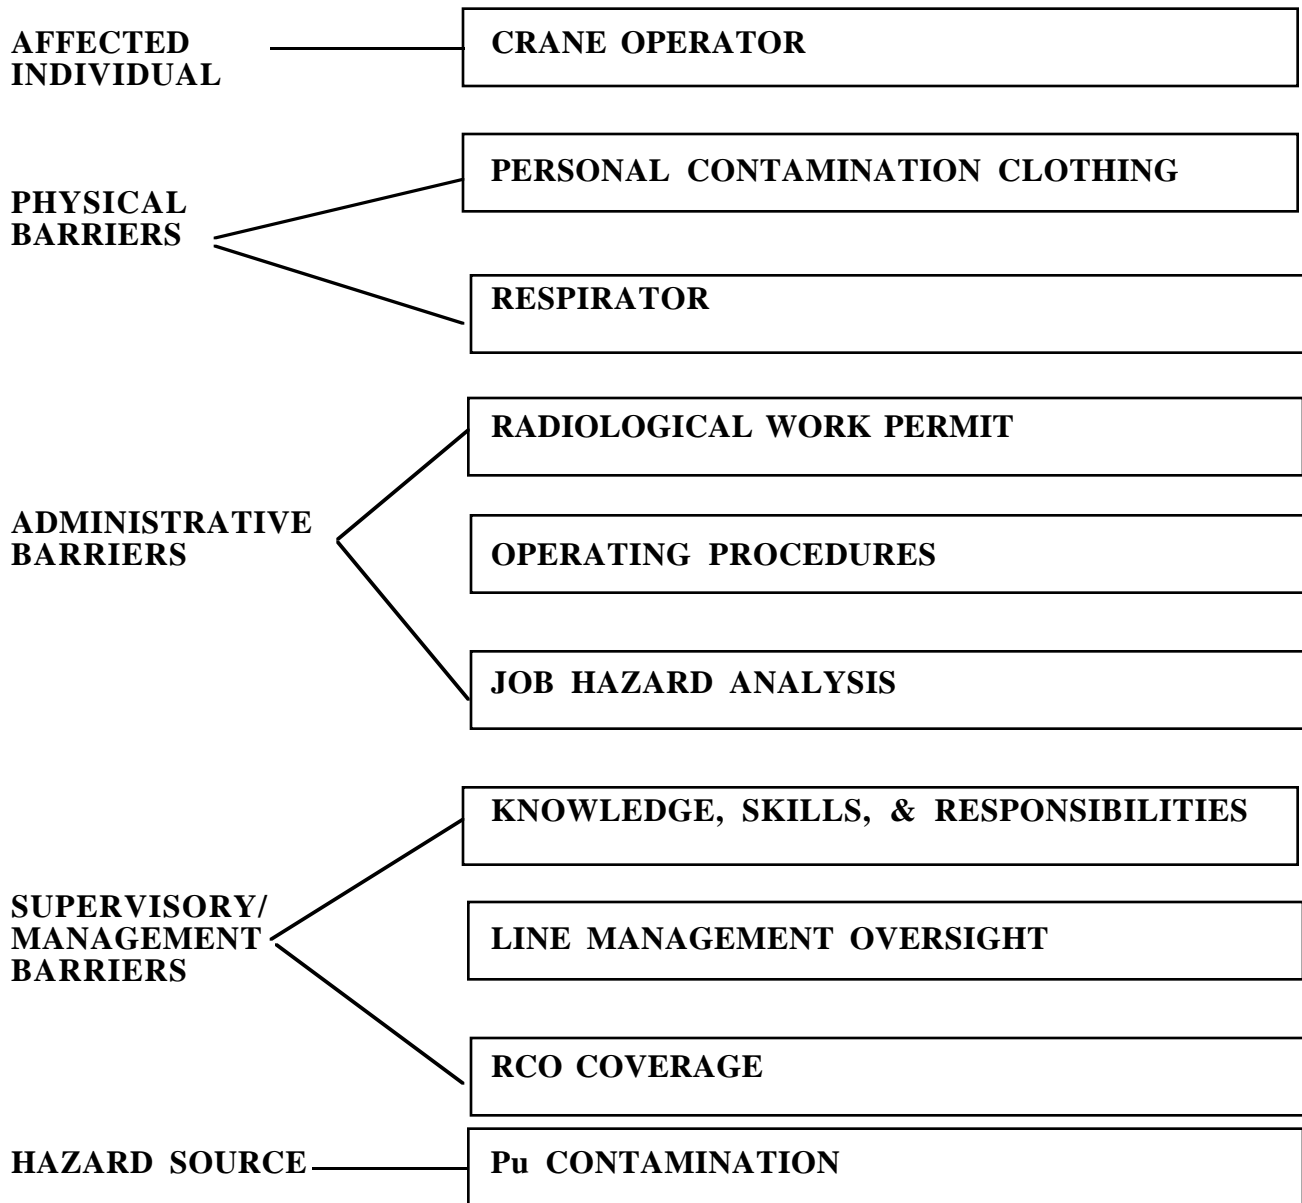 AFFECTED
INDIVIDUAL
CRANE OPERATOR
PHYSICAL
BARRIERS
PERSONAL CONTAMINATION CLOTHING
RESPIRATOR
ADMINISTRATIVE
BARRIERS
RADIOLOGICAL WORK PERMIT
OPERATING PROCEDURES
JOB HAZARD ANALYSIS
SUPERVISORY/
MANAGEMENT
BARRIERS
KNOWLEDGE, SKILLS, & RESPONSIBILITIES
LINE MANAGEMENT OVERSIGHT
RCO COVERAGE
HAZARD SOURCE
Pu CONTAMINATION